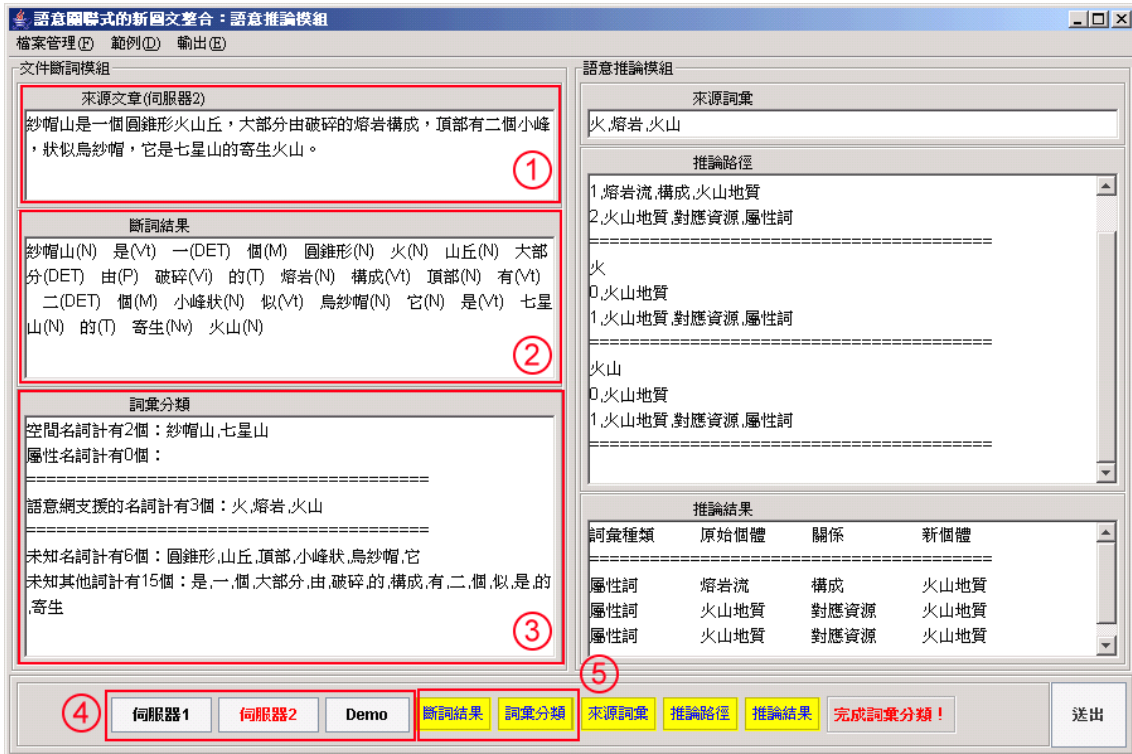 語意關聯式的新圖文整合：語意推論模組
檔案管理(F) 範例(D) 輸出(E)
文件斷詞模組
來源文章(伺服器2)
紗帽山是一個圓錐形火山丘，大部分由破碎的熔岩構成，頂部有二個小峰
，狀似烏紗帽，它是七星山的寄生火山。
①
斷詞結果
紗帽山(N) 是(Vt) 一(DET) 個(M) 圓錐形(N) 火(N) 山丘(N) 大部
分(DET) 由(P) 破碎(Vi) 的(T) 熔岩(N) 構成(Vt) 頂部(N) 有(Vt)
二(DET) 個(M) 小峰狀(N) 似(Vt) 烏紗帽(N) 它(N) 是(Vt) 七星
山(N) 的(T) 寄生(Nv) 火山(N)
②
詞彙分類
空間名詞計有2個：紗帽山,七星山
屬性名詞計有0個：
========================================
語意網支援的名詞計有3個：火,熔岩,火山
========================================
未知名詞計有6個：圓錐形,山丘,頂部,小峰狀,烏紗帽,它
未知其他詞計有15個：是,一,個,大部分,由,破碎,的,構成,有,二,個,似,是,的
,寄生
③
語意推論模組
來源詞彙
火,熔岩,火山
推論路徑
1,熔岩流,構成,火山地質
2,火山地質,對應資源,屬性詞
========================================
火
0,火山地質
1,火山地質,對應資源,屬性詞
========================================
火山
0,火山地質
1,火山地質,對應資源,屬性詞
========================================
推論結果
詞彙種類 原始個體 關係 新個體
========================================
屬性詞 熔岩流 構成 火山地質
屬性詞 火山地質 對應資源 火山地質
屬性詞 火山地質 對應資源 火山地質
⑤
④ 伺服器1 伺服器2 Demo 斷詞結果 詞彙分類 來源詞彙 推論路徑 推論結果 完成詞彙分類！ 送出